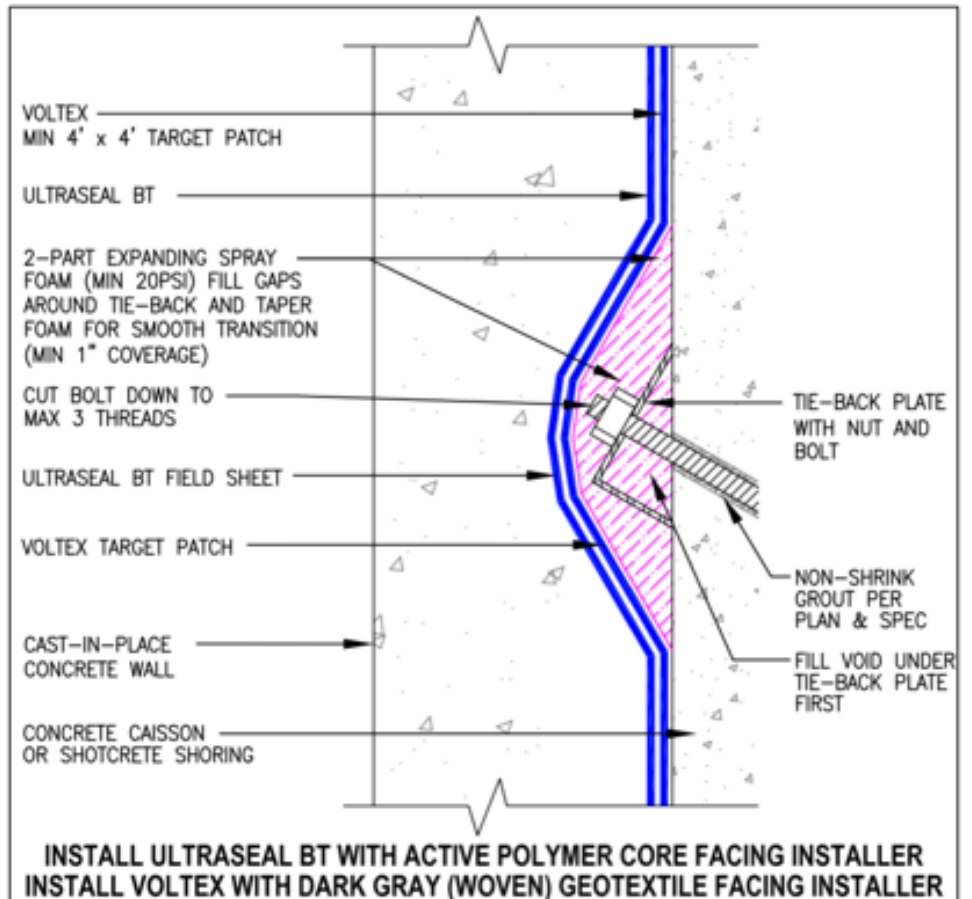 VOLTEX
MIN 4' x 4' TARGET PATCH
ULTRASEAL BT
2-PART EXPANDING SPRAY
FOAM (MIN 20PSI) FILL GAPS
AROUND TIE-BACK AND TAPER
FOAM FOR SMOOTH TRANSITION
(MIN 1" COVERAGE)
CUT BOLT DOWN TO
MAX 3 THREADS
ULTRASEAL BT FIELD SHEET
VOLTEX TARGET PATCH
CAST-IN-PLACE
CONCRETE WALL
CONCRETE CAISSON
OR SHOTCRETE SHORING
TIE-BACK PLATE
WITH NUT AND
BOLT
NON-SHRINK
GROUT PER
PLAN & SPEC
FILL VOID UNDER
TIE-BACK PLATE
FIRST
INSTALL ULTRASEAL BT WITH ACTIVE POLYMER CORE FACING INSTALLER
INSTALL VOLTEX WITH DARK GRAY (WOVEN) GEOTEXTILE FACING INSTALLER